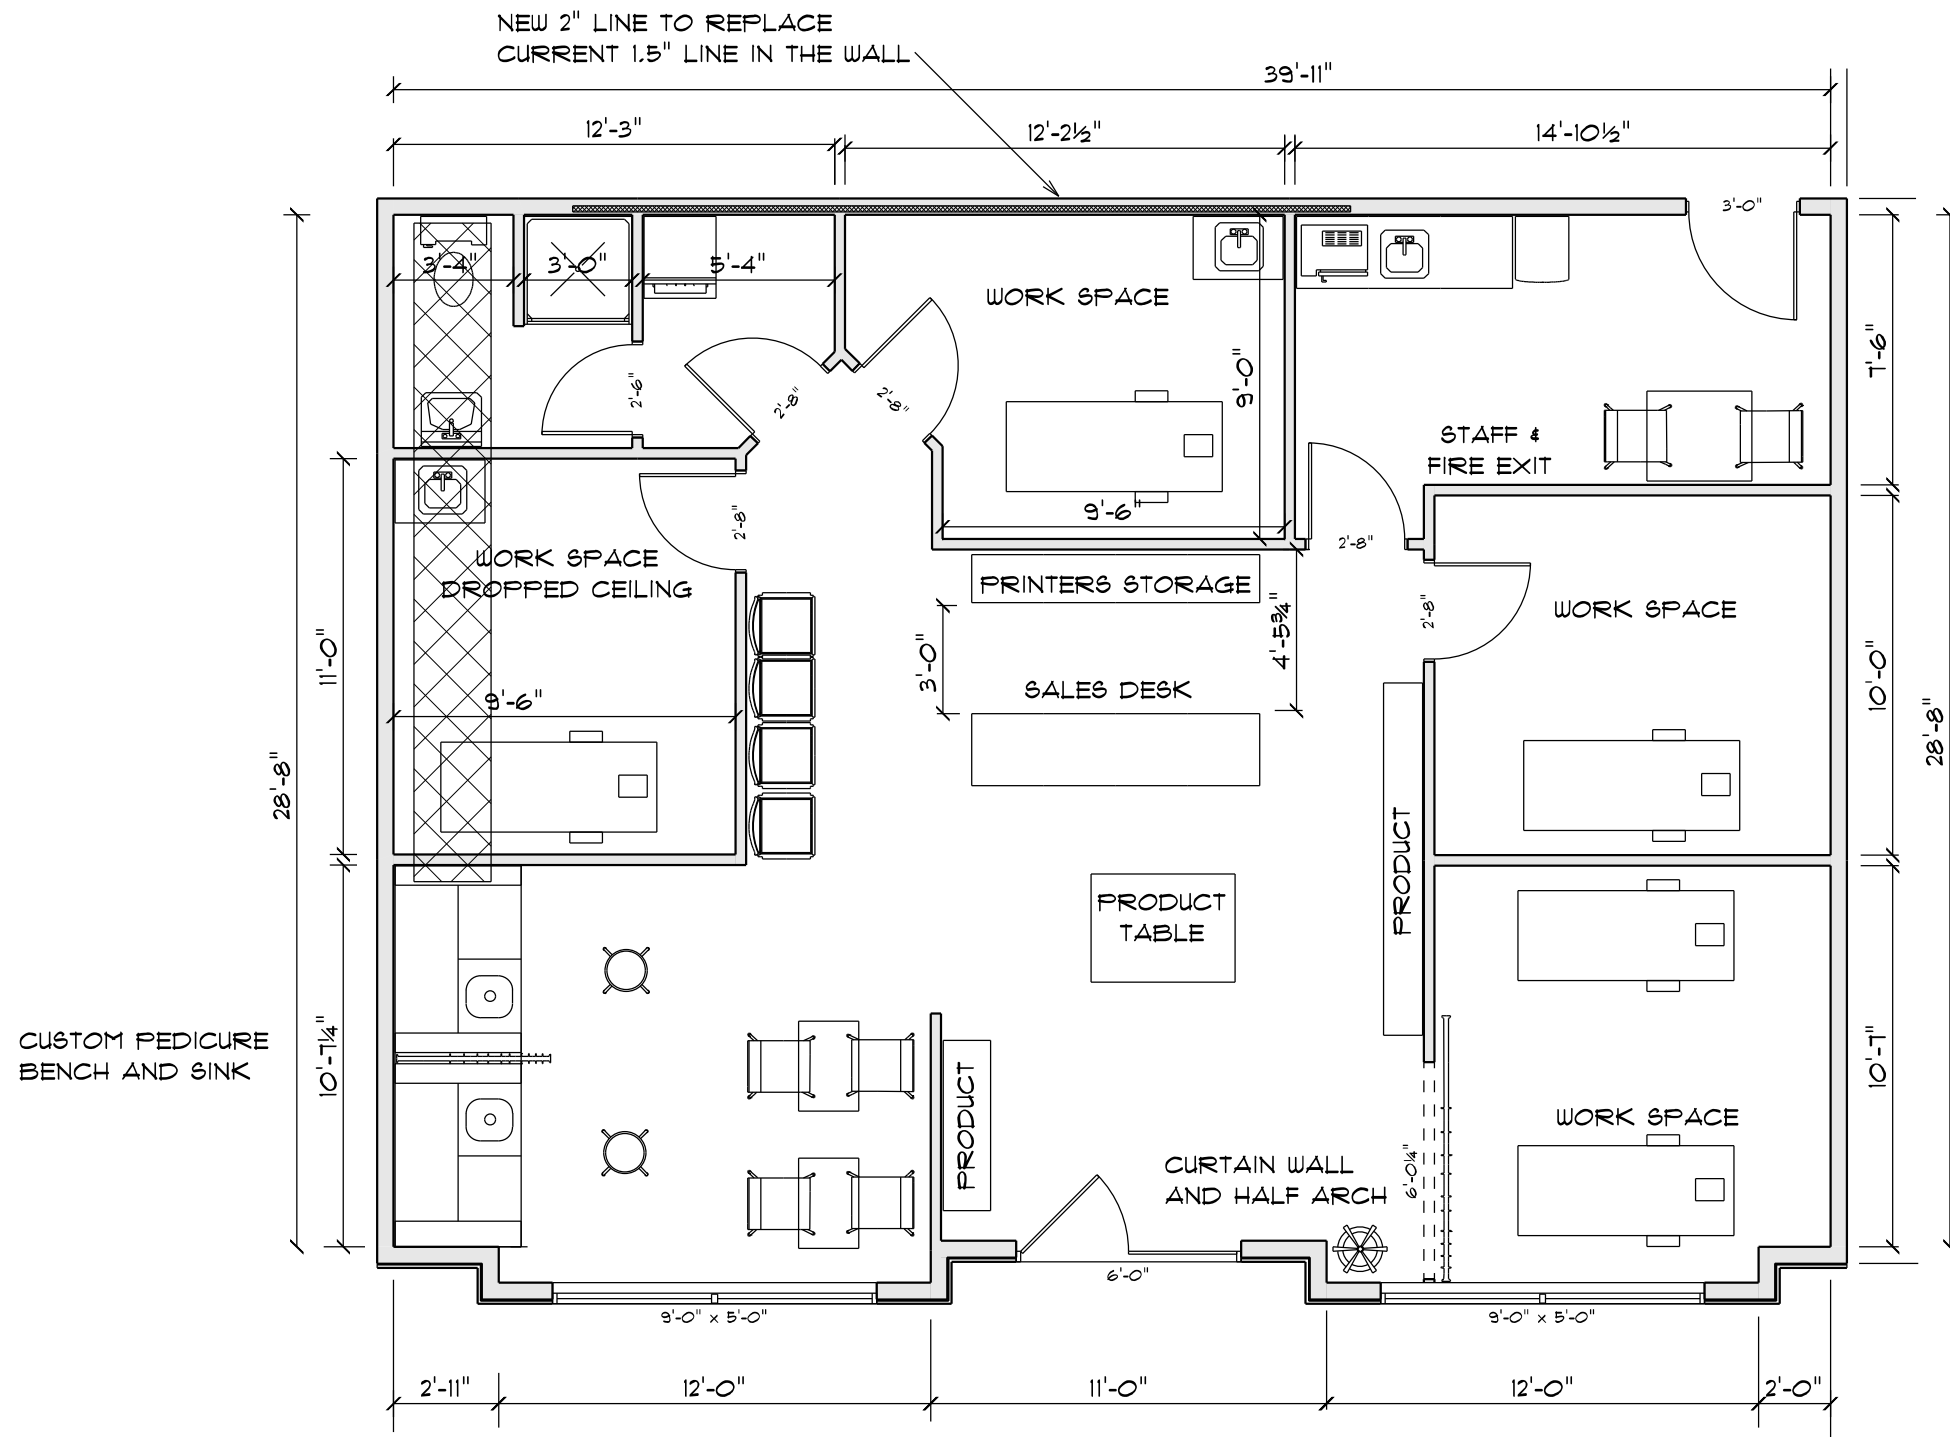 NEW 2" LINE TO REPLACE
CURRENT 1.5" LINE IN THE WALL
39'-11"
12'-3"
12'-2½"
14'-10½"
3'-0"
3'-4"
3'-0"
5'-4"
WORK SPACE
9'-0"
7'-6"
2'-6"
2'-8"
2'-8"
STAFF &
FIRE EXIT
9'-6"
2'-8"
2'-8"
WORK SPACE
DROPPED CEILING
PRINTERS STORAGE
2'-8"
WORK SPACE
11'-0"
3'-0"
4'-5¾"
10'-0"
SALES DESK
9'-6"
28'-8"
28'-8"
PRODUCT
PRODUCT
TABLE
CUSTOM PEDICURE
BENCH AND SINK
10'-7¼"
10'-7"
PRODUCT
WORK SPACE
CURTAIN WALL
AND HALF ARCH
6'-0¼"
6'-0"
9'-0" x 5'-0"
9'-0" x 5'-0"
2'-11"
12'-0"
11'-0"
12'-0"
2'-0"